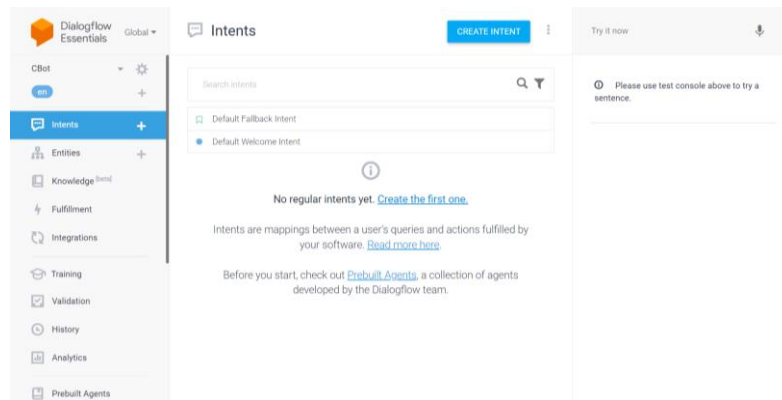 Dialogflow
Essentials
Global
CBot
en
Intents
Entities
Knowledge [beta]
Fulfillment
Integrations
Training
Validation
History
Analytics
Prebuilt Agents
Intents
CREATE INTENT
Search intents
Default Fallback Intent
Default Welcome Intent
No regular intents yet. Create the first one.
Intents are mappings between a user's queries and actions fulfilled by
your software. Read more here.
Before you start, check out Prebuilt Agents, a collection of agents
developed by the Dialogflow team.
Try it now
Please use test console above to try a
sentence.